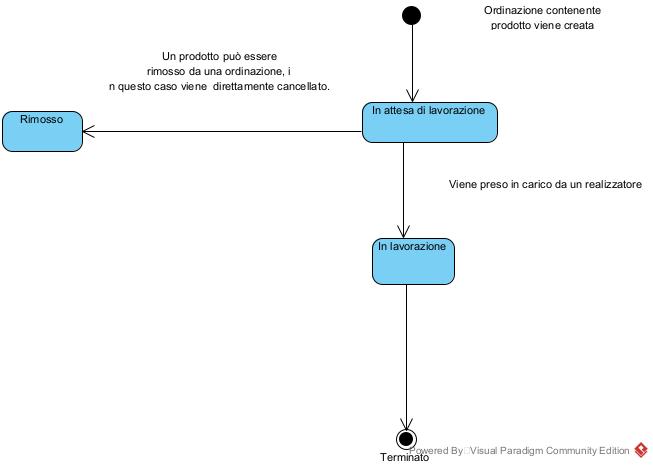 Ordinazione contenente
prodotto viene creata
Un prodotto può essere
rimosso da una ordinazione, i
n questo caso viene direttamente cancellato.
In attesa di lavorazione
Rimosso
Viene preso in carico da un realizzatore
In lavorazione
Powered By Visual Paradigm Community Edition
Terminato